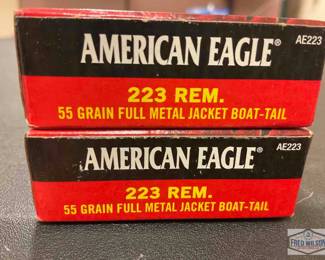 AMERICAN EAGLE®
AE223
223 REM.
55 GRAIN FULL METAL JACKET BOAT-TAIL
AMERICAN EAGLE®
AE223
223 REM.
55 GRAIN FULL METAL JACKET BOAT-TAIL
FRED WILSON